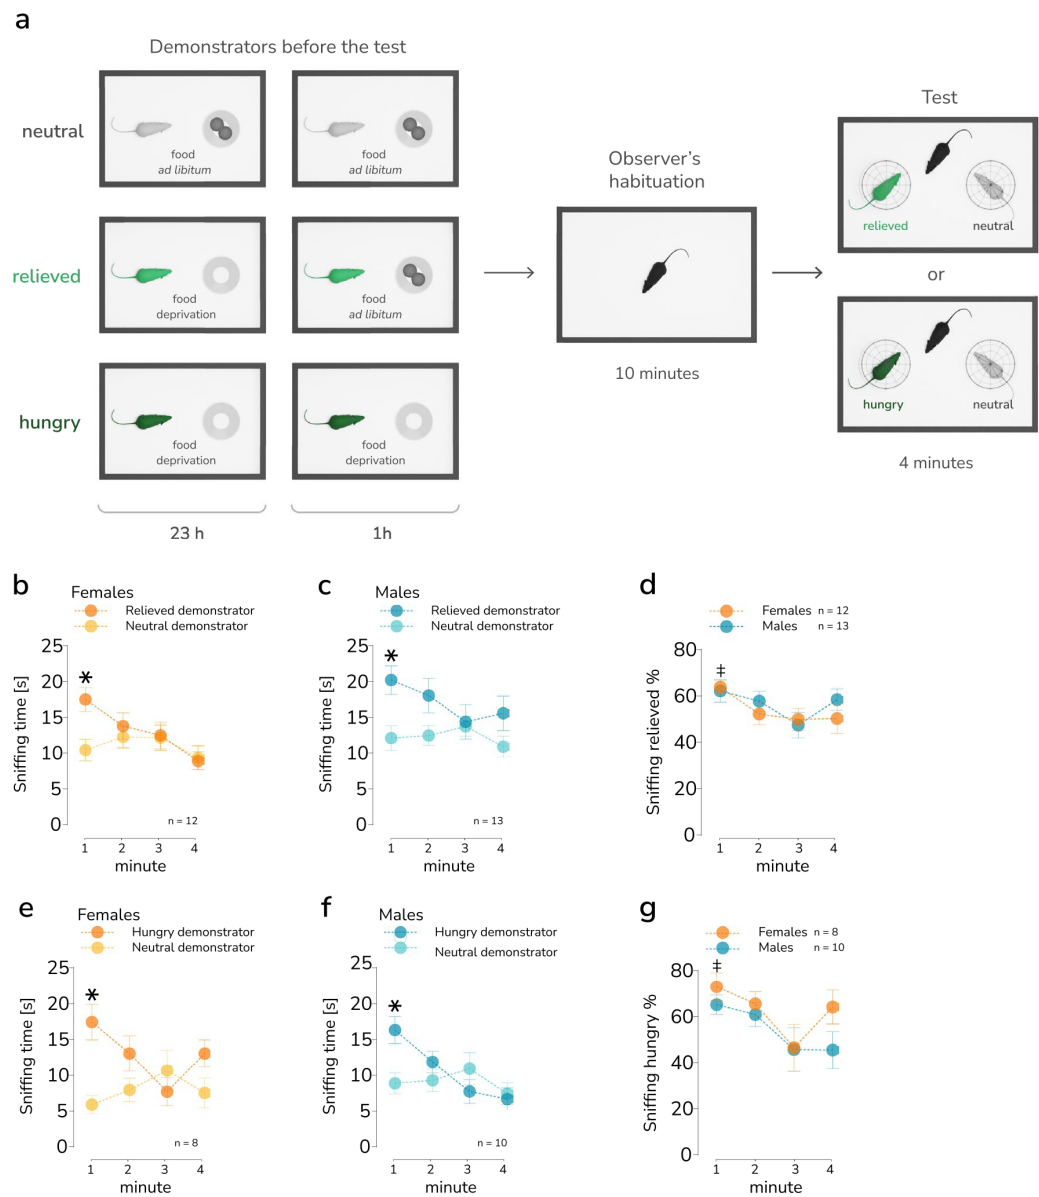 a
Demonstrators before the test
neutral
food
ad libitum
food
ad libitum
relieved
food
deprivation
food
ad libitum
hungry
food
deprivation
food
deprivation
23 h
1h
Observer's
habituation
10 minutes
Test
relieved
neutral
or
hungry
neutral
4 minutes
b
Females
Relieved demonstrator
Neutral demonstrator
Sniffing time [s]
25
20
15
10
5
0
*
n = 12
1 2 3 4
minute
c
Males
Relieved demonstrator
Neutral demonstrator
Sniffing time [s]
25
20
15
10
5
0
*
n = 13
1 2 3 4
minute
d
Females n = 12
Males n = 13
Sniffing relieved %
80
60
40
20
0
‡
1 2 3 4
minute
e
Females
Hungry demonstrator
Neutral demonstrator
Sniffing time [s]
25
20
15
10
5
0
*
n = 8
1 2 3 4
minute
f
Males
Hungry demonstrator
Neutral demonstrator
Sniffing time [s]
25
20
15
10
5
0
*
n = 10
1 2 3 4
minute
g
Females n = 8
Males n = 10
Sniffing hungry %
80
60
40
20
0
‡
1 2 3 4
minute